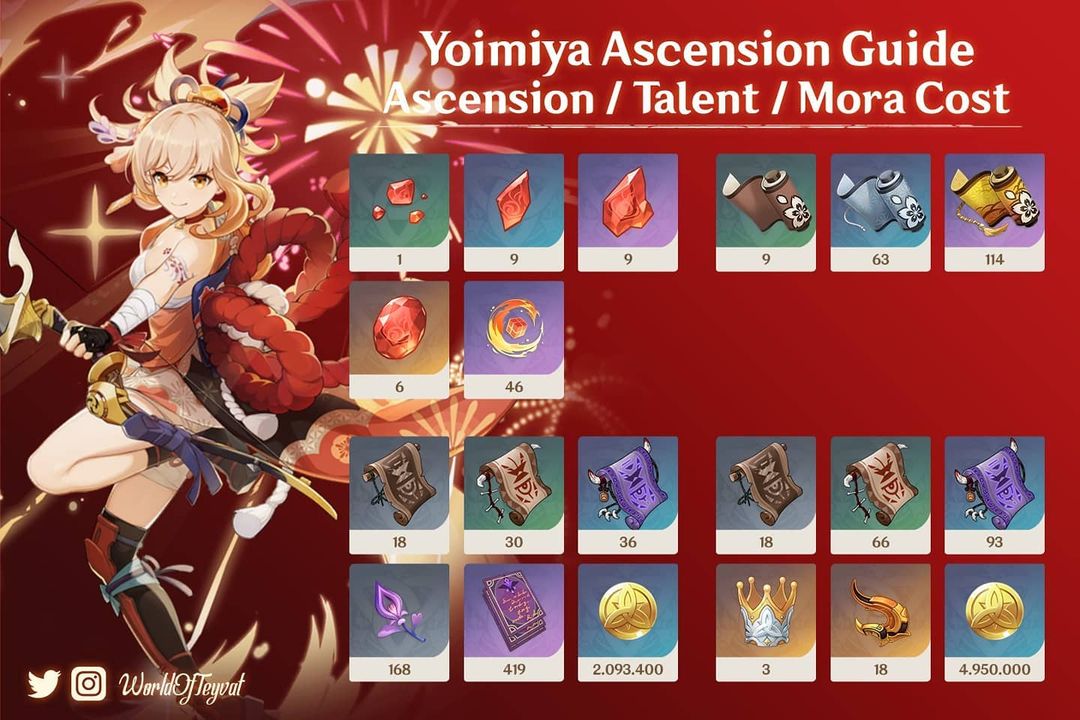 Yoimiya Ascension Guide
Ascension / Talent / Mora Cost
1 9 9 9 63 114
6 46
18 30 36 18 66 93
168 419 2.093.400 3 18 4.950.000
WorldOfTeyvat